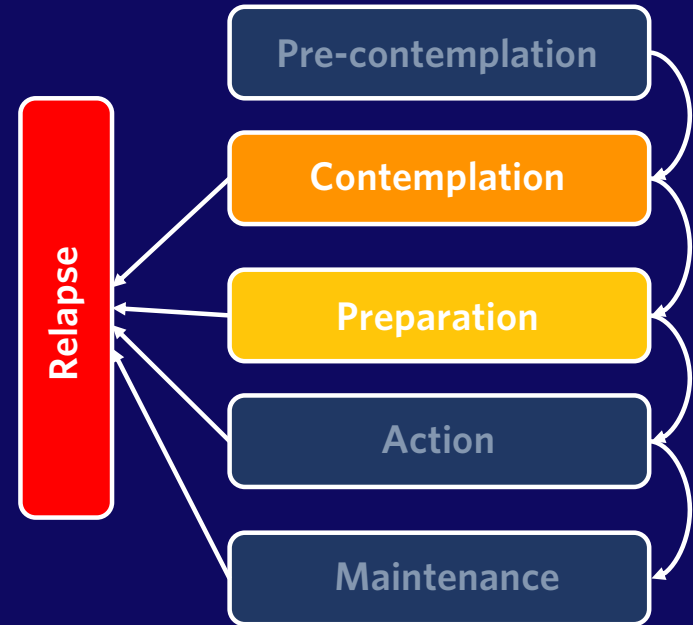 Pre-contemplation
Contemplation
Preparation
Action
Maintenance
Relapse